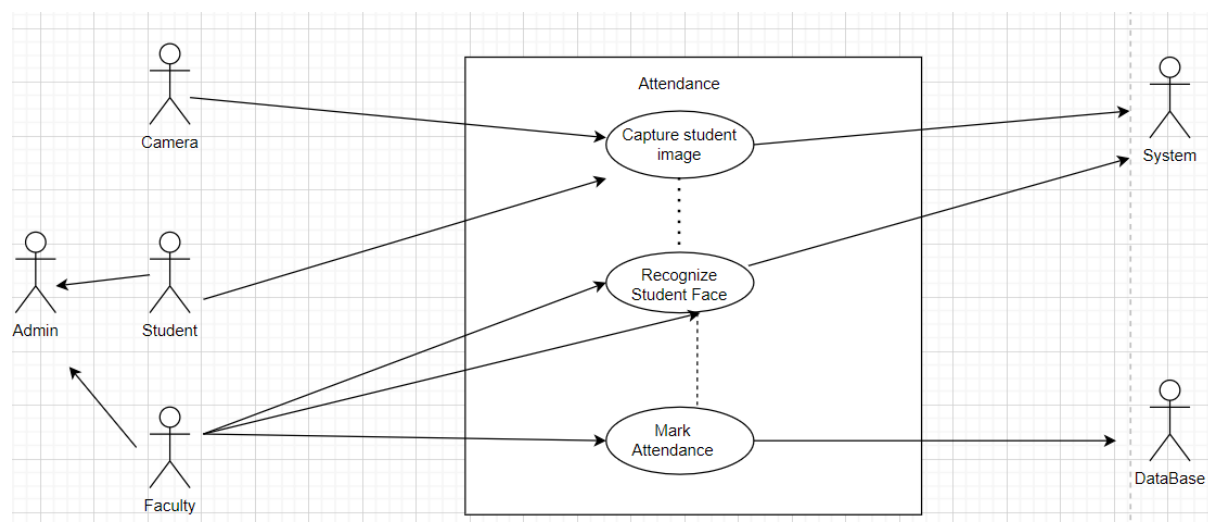 Attendance
Camera
Capture student
image
System
Admin
Student
Recognize
Student Face
Faculty
Mark
Attendance
DataBase